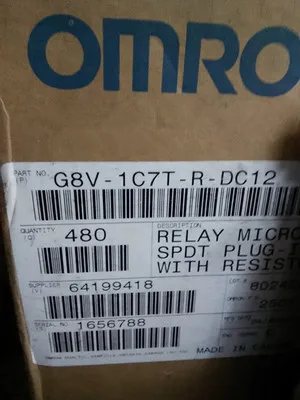 OMRO
PART NO.
(P)
G8V-1C7T-R-DC12
QUANTITY
(Q)
480
DESCRIPTION
RELAY MICRO
SPDT PLUG-I
WITH RESIST
SUPPLIER
(V)
64199418
SERIAL NO.
1656788
MADE IN